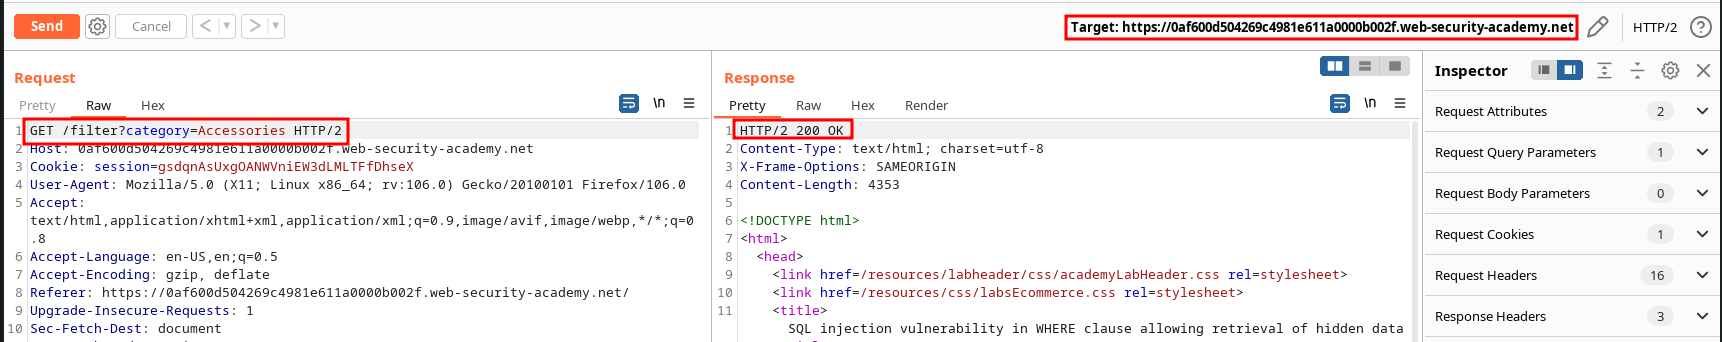 Send Cancel < > Target: https://0af600d504269c4981e611a0000b002f.web-security-academy.net HTTP/2 ?
Request
Pretty Raw Hex \n
1 GET /filter?category=Accessories HTTP/2
2 Host: 0af600d504269c4981e611a0000b002f.web-security-academy.net
3 Cookie: session=gsdqnAsUxgOANWVniEW3dLMLTFfDhseX
4 User-Agent: Mozilla/5.0 (X11; Linux x86_64; rv:106.0) Gecko/20100101 Firefox/106.0
5 Accept:
text/html,application/xhtml+xml,application/xml;q=0.9,image/avif,image/webp,*/*;q=0
.8
6 Accept-Language: en-US,en;q=0.5
7 Accept-Encoding: gzip, deflate
8 Referer: https://0af600d504269c4981e611a0000b002f.web-security-academy.net/
9 Upgrade-Insecure-Requests: 1
10 Sec-Fetch-Dest: document
Response
Pretty Raw Hex Render \n
1 HTTP/2 200 OK
2 Content-Type: text/html; charset=utf-8
3 X-Frame-Options: SAMEORIGIN
4 Content-Length: 4353
5
6 <!DOCTYPE html>
7 <html>
8 <head>
9 <link href=/resources/labheader/css/academyLabHeader.css rel=stylesheet>
10 <link href=/resources/css/labsEcommerce.css rel=stylesheet>
11 <title>
SQL injection vulnerability in WHERE clause allowing retrieval of hidden data
Inspector
Request Attributes 2
Request Query Parameters 1
Request Body Parameters 0
Request Cookies 1
Request Headers 16
Response Headers 3